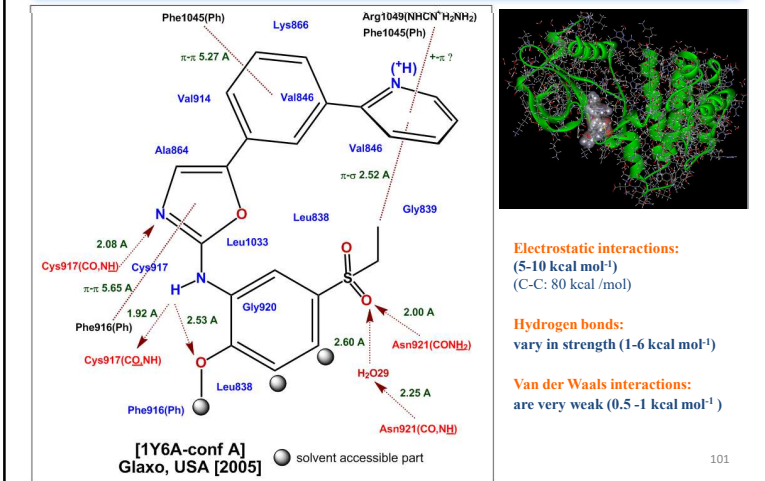 Phe1045(Ph)
Lys866
Arg1049(NHCN⁺H₂NH₂)
Phe1045(Ph)
π-π 5.27 A
(⁺H)
+-π ?
N
Val914
Val846
Val846
Ala864
π-σ 2.52 A
Gly839
Leu838
N
O
2.08 A
Leu1033
O
Cys917(CO,NH)
Cys917
S
N
π-π 5.65 A
H
O
Gly920
1.92 A
2.00 A
Phe916(Ph)
2.53 A
2.60 A
Asn921(CONH₂)
Cys917(CO,NH)
O
H₂O29
Leu838
2.25 A
Phe916(Ph)
Asn921(CO,NH)
[1Y6A-conf A]
Glaxo, USA [2005]
solvent accessible part
Electrostatic interactions:
(5-10 kcal mol⁻¹)
(C-C: 80 kcal /mol)
Hydrogen bonds:
vary in strength (1-6 kcal mol⁻¹)
Van der Waals interactions:
are very weak (0.5 -1 kcal mol⁻¹ )
101